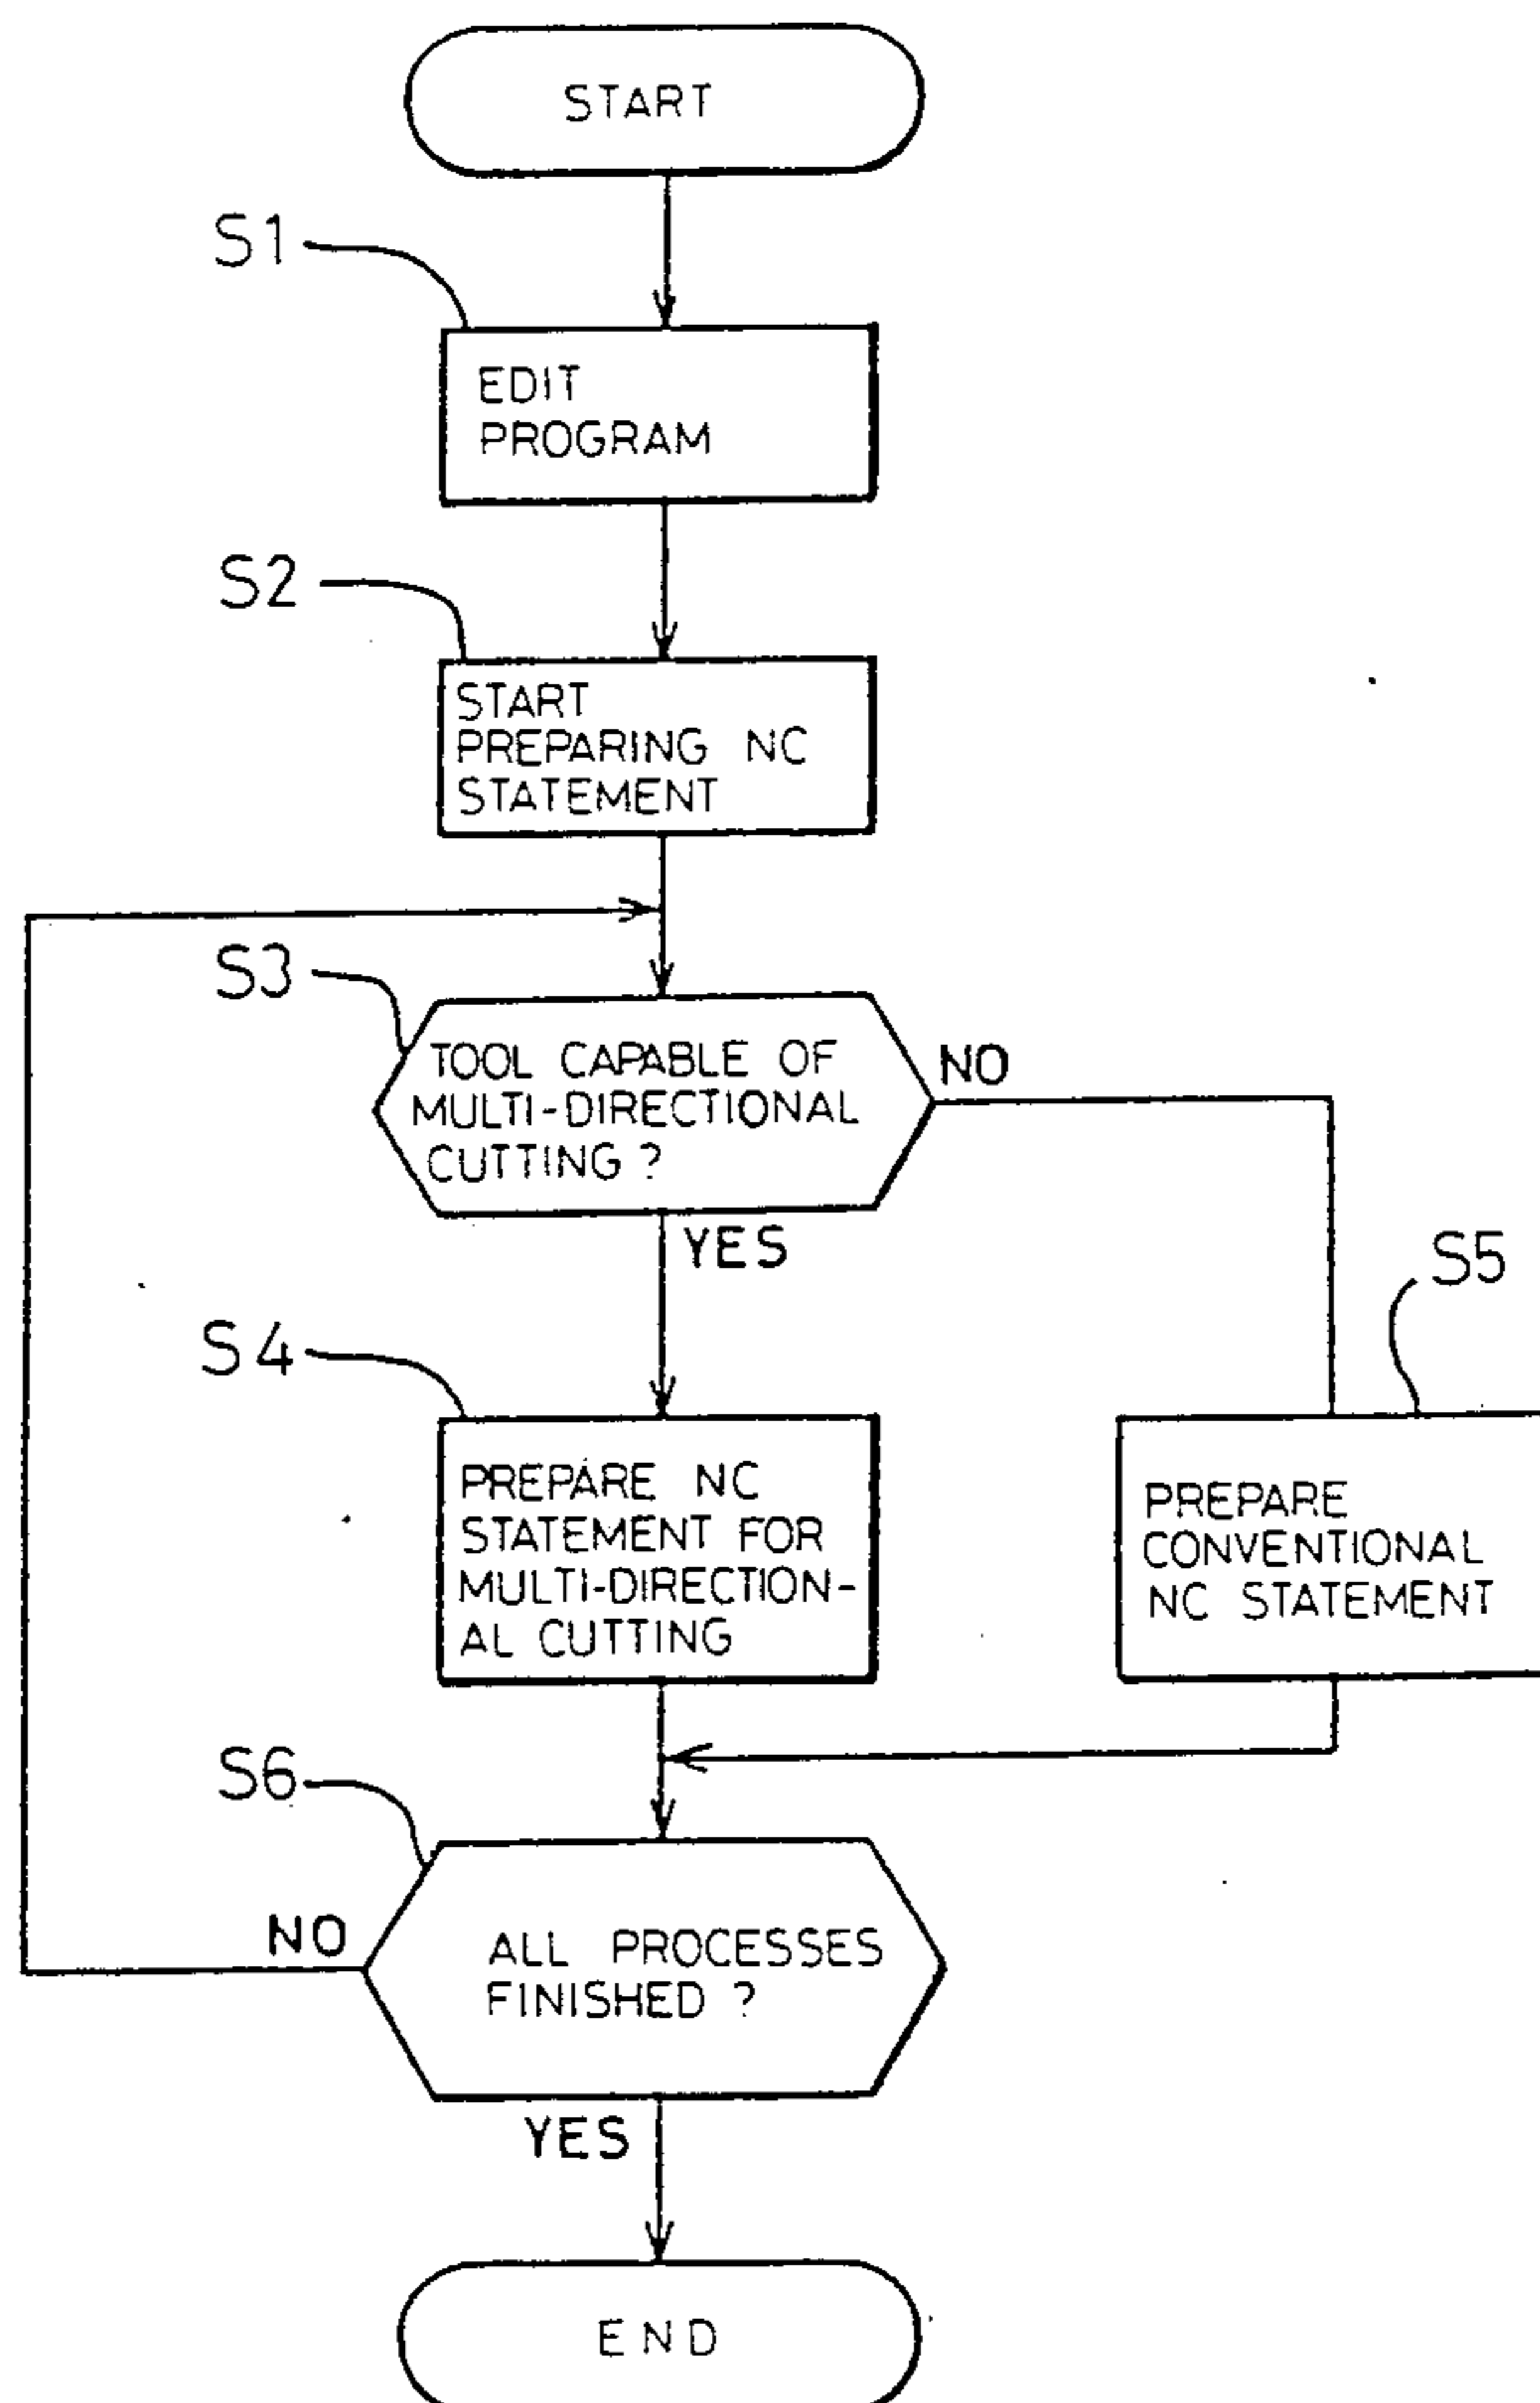 START
S1
EDIT
PROGRAM
S2
START
PREPARING NC
STATEMENT
S3
TOOL CAPABLE OF
MULTI-DIRECTIONAL
CUTTING ?
NO
YES
S5
S4
PREPARE NC
STATEMENT FOR
MULTI-DIRECTION-
AL CUTTING
PREPARE
CONVENTIONAL
NC STATEMENT
S6
NO
ALL PROCESSES
FINISHED ?
YES
END